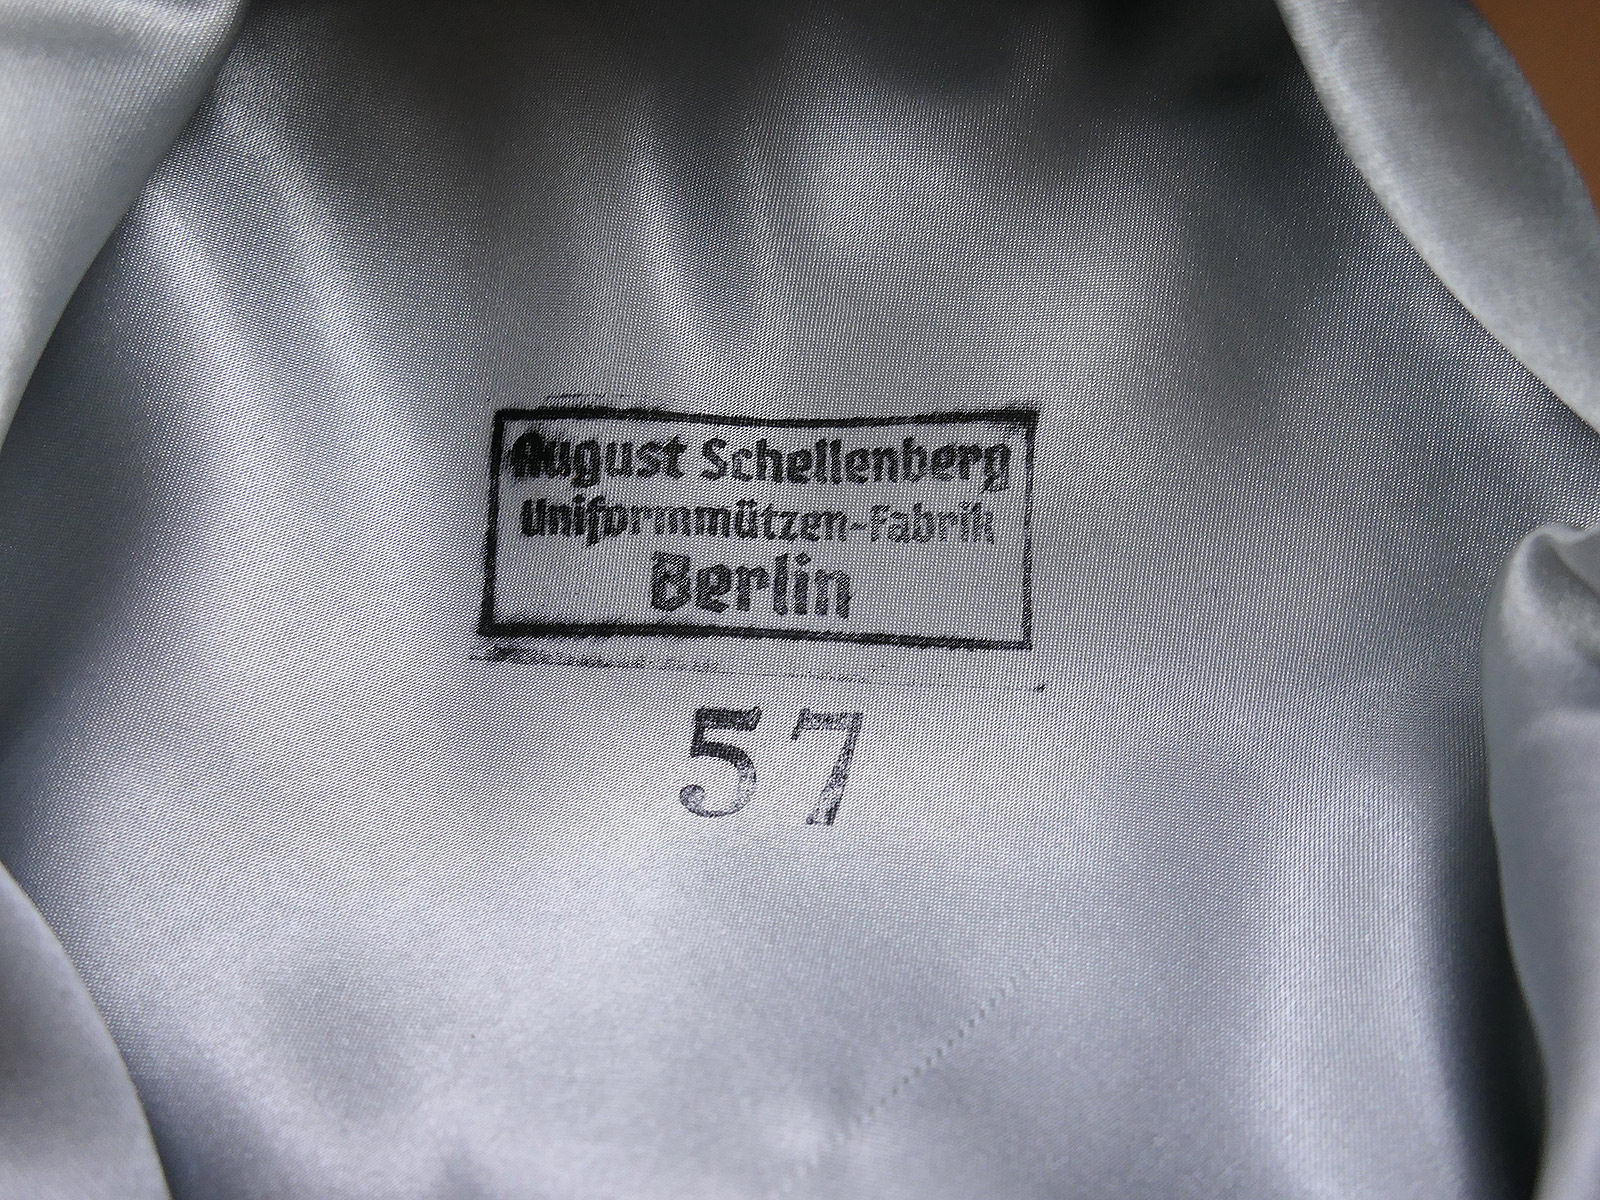 August Schellenberg
Uniformmützen-Fabrik
Berlin
57